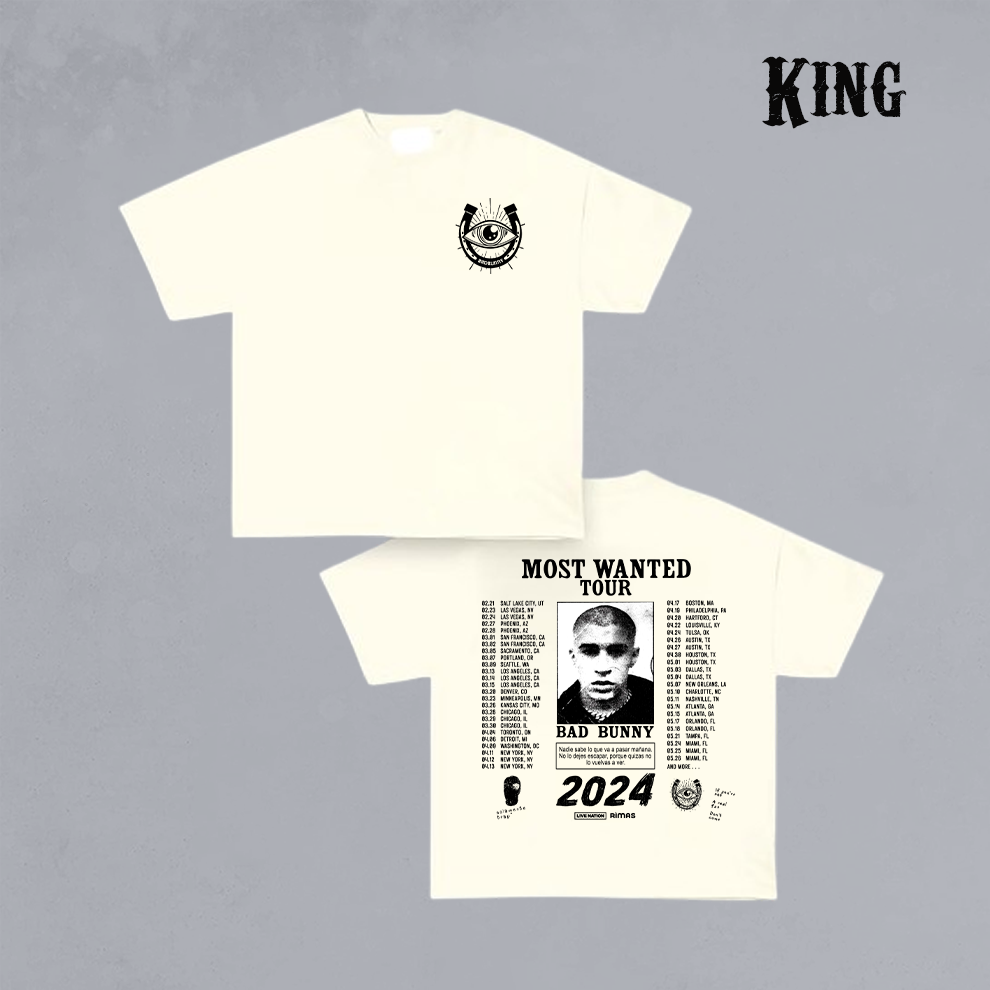 KING
BADBUNNY
MOST WANTED
TOUR
02.21 SALT LAKE CITY, UT
02.23 LAS VEGAS, NV
02.24 LAS VEGAS, NV
02.27 PHOENIX, AZ
02.28 PHOENIX, AZ
03.01 SAN FRANCISCO, CA
03.02 SAN FRANCISCO, CA
03.05 SACRAMENTO, CA
03.07 PORTLAND, OR
03.09 SEATTLE, WA
03.13 LOS ANGELES, CA
03.14 LOS ANGELES, CA
03.15 LOS ANGELES, CA
03.20 DENVER, CO
03.23 MINNEAPOLIS, MN
03.26 KANSAS CITY, MO
03.28 CHICAGO, IL
03.29 CHICAGO, IL
03.30 CHICAGO, IL
04.04 TORONTO, ON
04.06 DETROIT, MI
04.09 WASHINGTON, DC
04.11 NEW YORK, NY
04.12 NEW YORK, NY
04.13 NEW YORK, NY
04.17 BOSTON, MA
04.19 PHILADELPHIA, PA
04.20 HARTFORD, CT
04.22 LOUISVILLE, KY
04.24 TULSA, OK
04.26 AUSTIN, TX
04.27 AUSTIN, TX
04.30 HOUSTON, TX
05.01 HOUSTON, TX
05.03 DALLAS, TX
05.04 DALLAS, TX
05.07 NEW ORLEANS, LA
05.10 CHARLOTTE, NC
05.11 NASHVILLE, TN
05.14 ATLANTA, GA
05.15 ATLANTA, GA
05.17 ORLANDO, FL
05.18 ORLANDO, FL
05.21 TAMPA, FL
05.24 MIAMI, FL
05.25 MIAMI, FL
05.26 MIAMI, FL
AND MORE...
BAD BUNNY
Nadie sabe lo que va a pasar mañana.
No lo dejes escapar, porque quizas no
lo vuelvas a ver.
2024
LIVE NATION RIMAS
trap
if you're
not
a real
fan
Don't
come